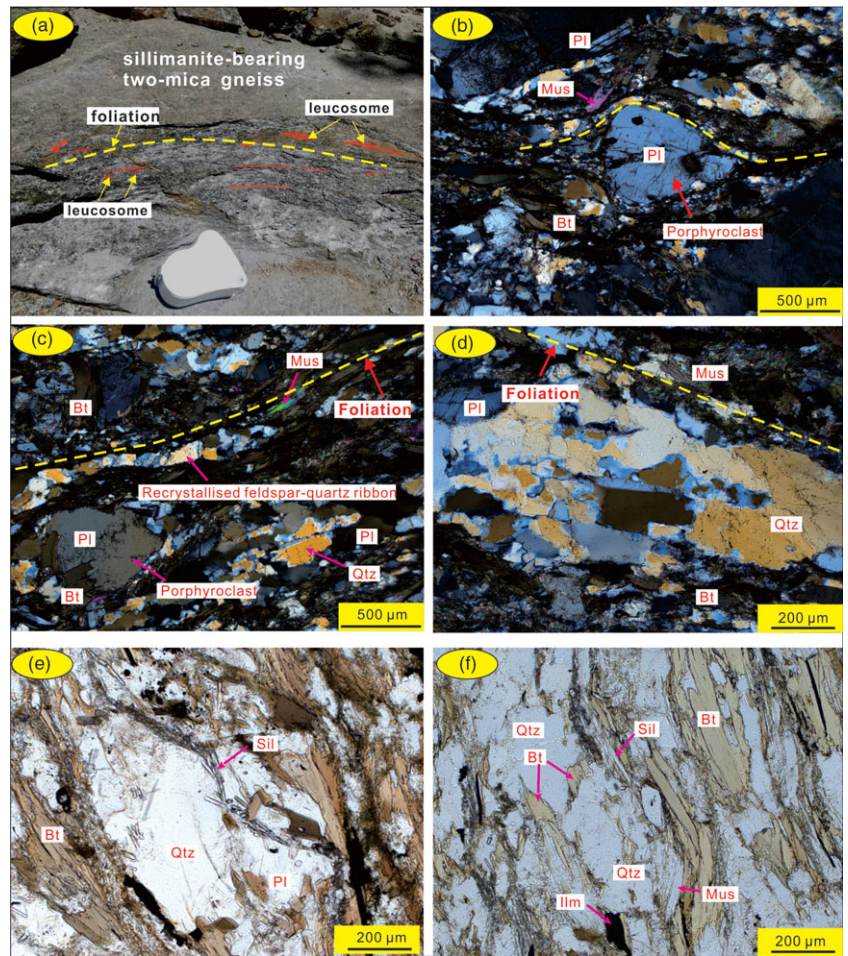 (a)
sillimanite-bearing
two-mica gneiss
leucosome
foliation
leucosome
(b)
Pl
Mus
Pl
Bt
Porphyroclast
500 µm
(c)
Mus
Bt
Foliation
Recrystallised feldspar-quartz ribbon
Pl
Pl
Qtz
Porphyroclast
Bt
500 µm
(d)
Foliation
Mus
Pl
Qtz
Bt
200 µm
(e)
Sil
Bt
Qtz
Pl
200 µm
(f)
Bt
Qtz
Sil
Bt
Qtz
Mus
Ilm
200 µm